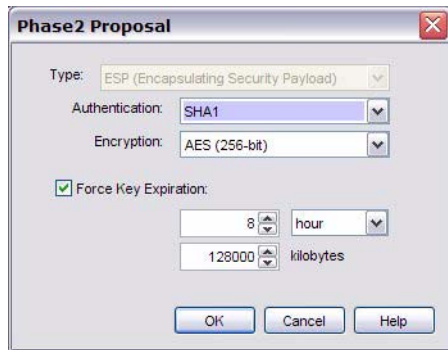 Phase2 Proposal
Type: ESP (Encapsulating Security Payload)
Authentication: SHA1
Encryption: AES (256-bit)
Force Key Expiration:
8 hour
128000 kilobytes
OK Cancel Help